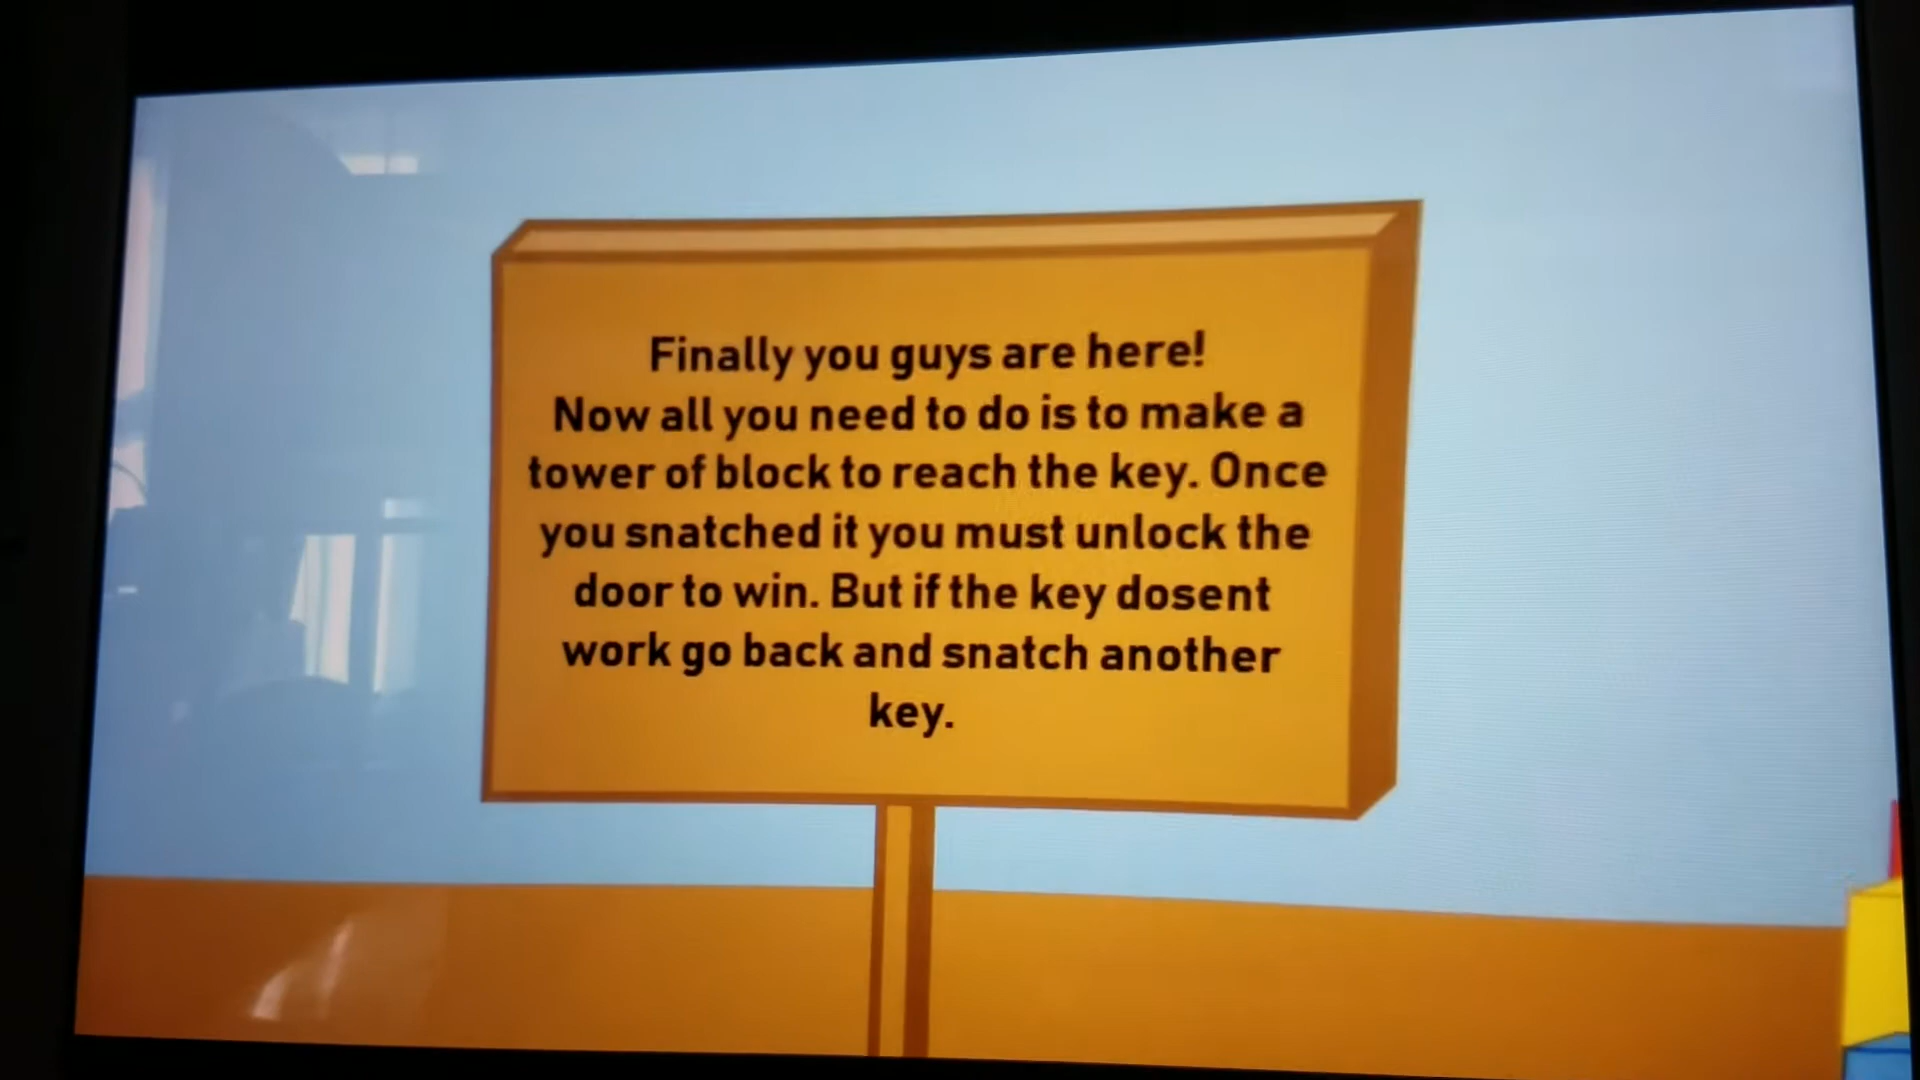 Finally you guys are here!
Now all you need to do is to make a
tower of block to reach the key. Once
you snatched it you must unlock the
door to win. But if the key dosent
work go back and snatch another
key.